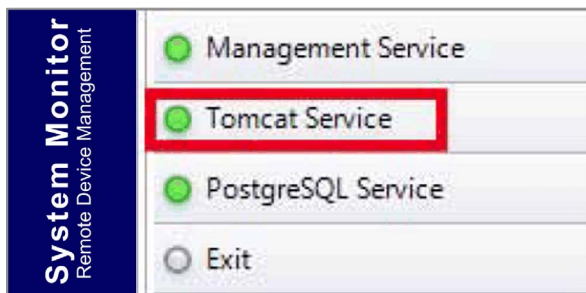 System Monitor
Remote Device Management
Management Service
Tomcat Service
PostgreSQL Service
Exit